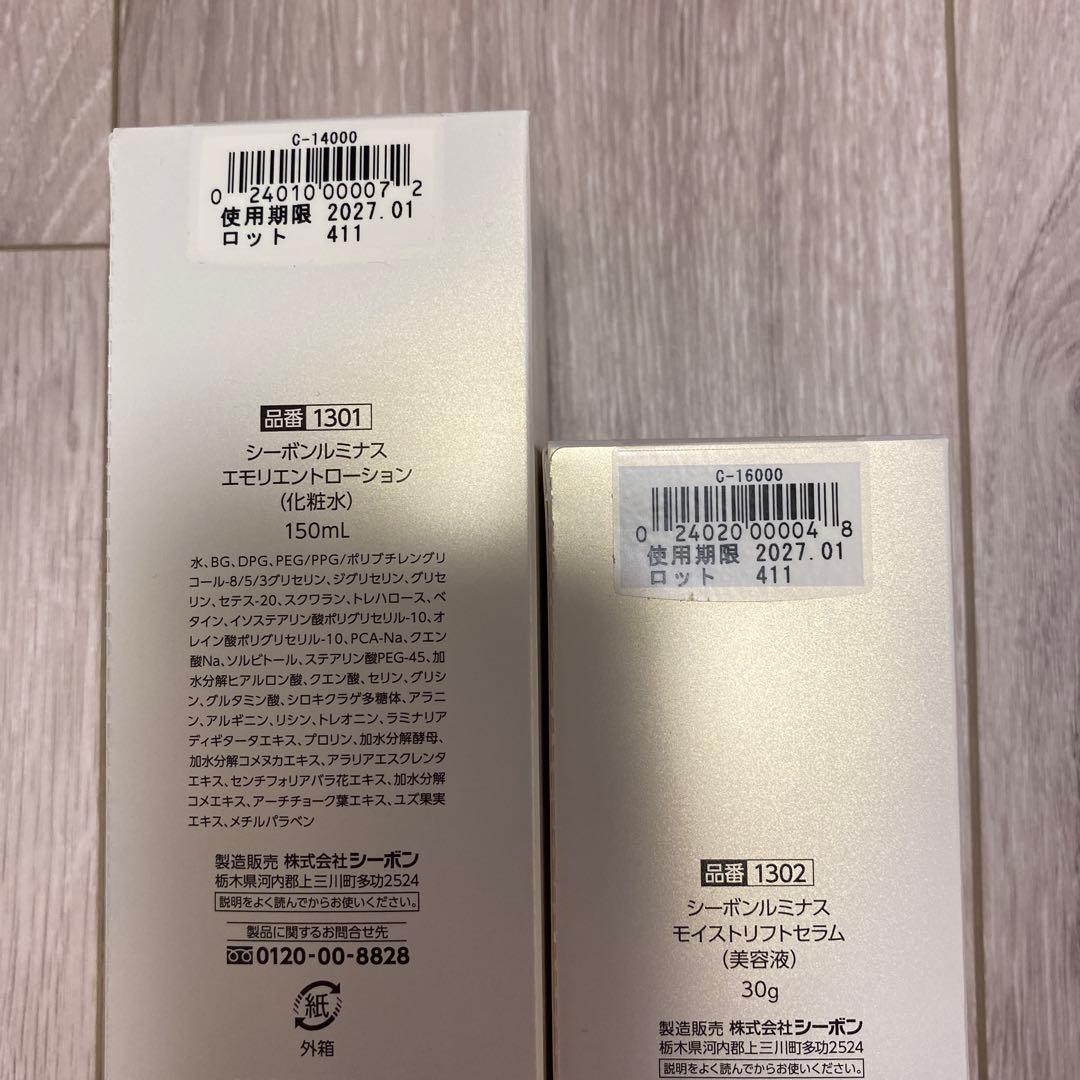 C-14000
0 24010 00007 2
使用期限 2027.01
ロット 411
品番 1301
シーボンルミナス
エモリエントローション
(化粧水)
150mL
水、BG、DPG、PEG/PPG/ポリブチレングリ
コール-8/5/3グリセリン、ジグリセリン、グリセ
リン、セテス-20、スクワラン、トレハロース、ベ
タイン、イソステアリン酸ポリグリセリル-10、オ
レイン酸ポリグリセリル-10、PCA-Na、クエン
酸Na、ソルビトール、ステアリン酸PEG-45、加
水分解ヒアルロン酸、クエン酸、セリン、グリシ
ン、グルタミン酸、シロキクラゲ多糖体、アラニ
ン、アルギニン、リシン、トレオニン、ラミナリア
ディギタータエキス、プロリン、加水分解酵母、
加水分解コメヌカエキス、アラリアエスクレンタ
エキス、センチフォリアバラ花エキス、加水分解
コメエキス、アーチチョーク葉エキス、ユズ果実
エキス、メチルパラベン
製造販売 株式会社シーボン
栃木県河内郡上三川町多功2524
説明をよく読んでからお使いください。
製品に関するお問合せ先
0120-00-8828
紙
外箱
C-16000
0 24020 00004 8
使用期限 2027.01
ロット 411
品番 1302
シーボンルミナス
モイストリフトセラム
(美容液)
30g
製造販売 株式会社シーボン
栃木県河内郡上三川町多功2524
説明をよく読んでからお使いください。